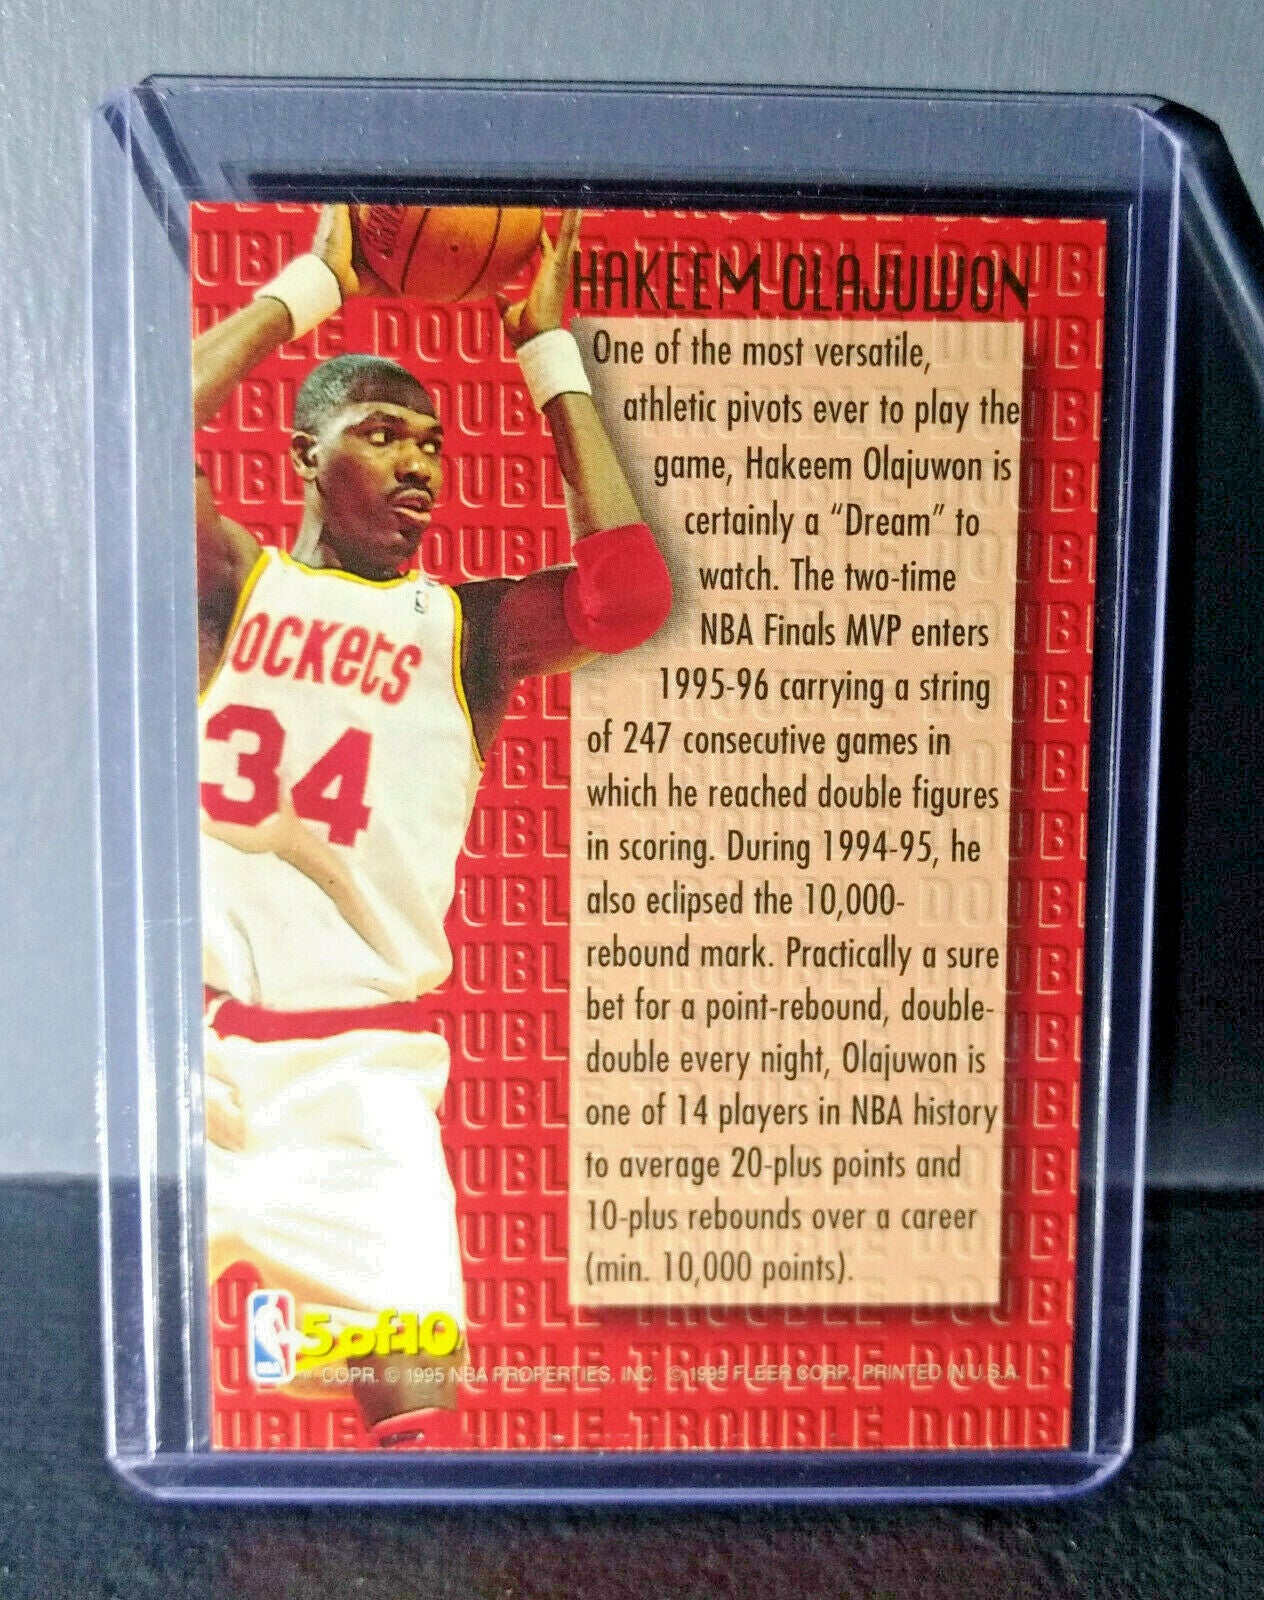 HAKEEM OLAJUWON
One of the most versatile,
athletic pivots ever to play the
game, Hakeem Olajuwon is
certainly a “Dream” to
watch. The two-time
NBA Finals MVP enters
1995-96 carrying a string
of 247 consecutive games in
which he reached double figures
in scoring. During 1994-95, he
also eclipsed the 10,000-
rebound mark. Practically a sure
bet for a point-rebound, double-
double every night, Olajuwon is
one of 14 players in NBA history
to average 20-plus points and
10-plus rebounds over a career
(min. 10,000 points).
ockets
34
5 of 10
COPR. © 1995 NBA PROPERTIES, INC. © 1995 FLEER CORP. PRINTED IN U.S.A.
UBLE TROUBLE DOUB